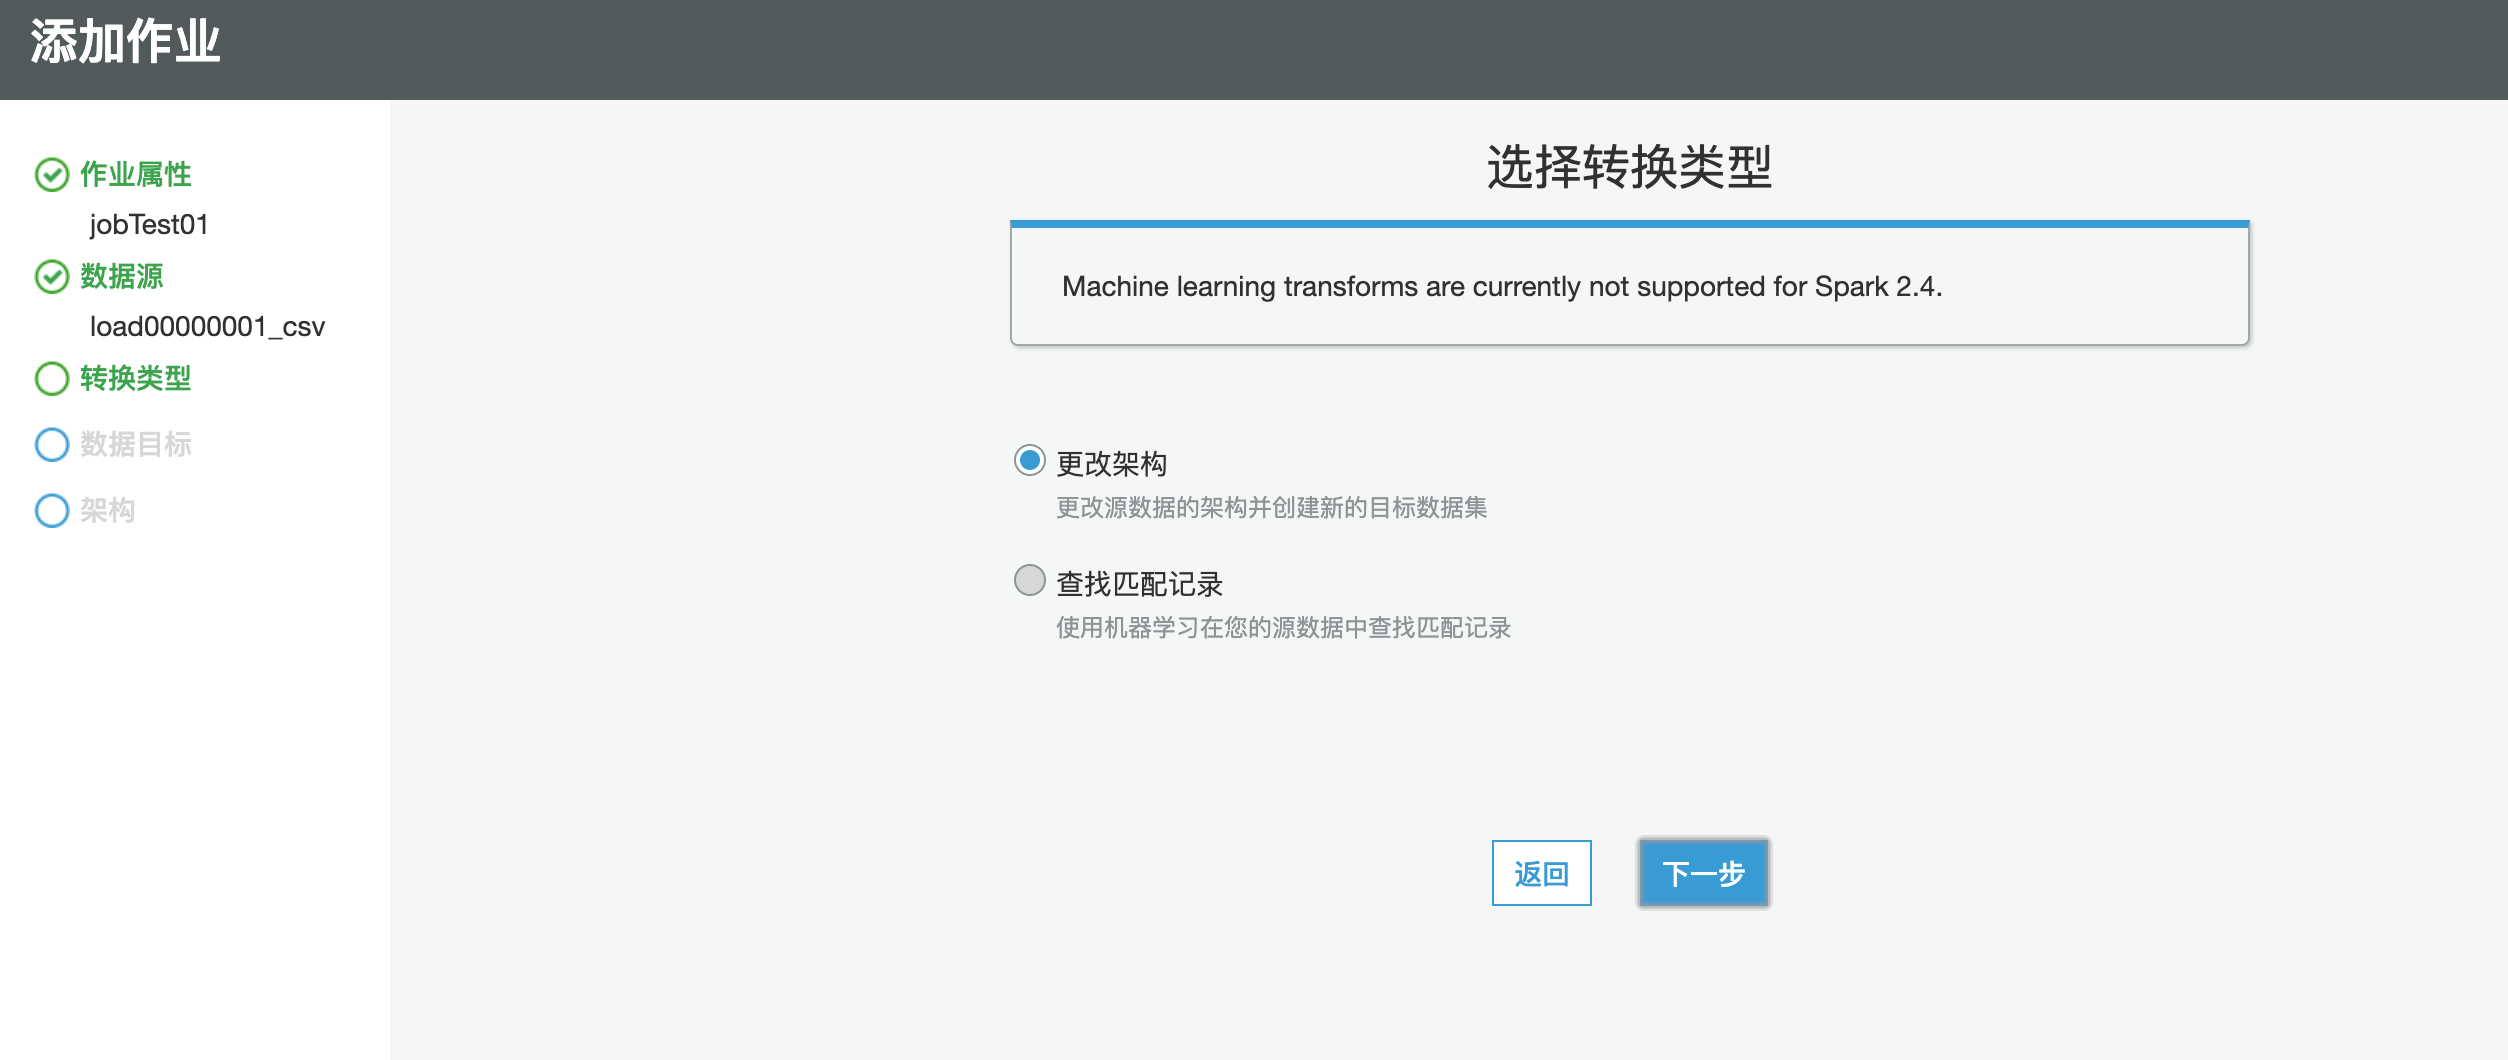 添加作业
作业属性
jobTest01
数据源
load00000001_csv
转换类型
数据目标
架构
选择转换类型
Machine learning transforms are currently not supported for Spark 2.4.
更改架构
更改源数据的架构并创建新的目标数据集
查找匹配记录
使用机器学习在您的源数据中查找匹配记录
返回
下一步